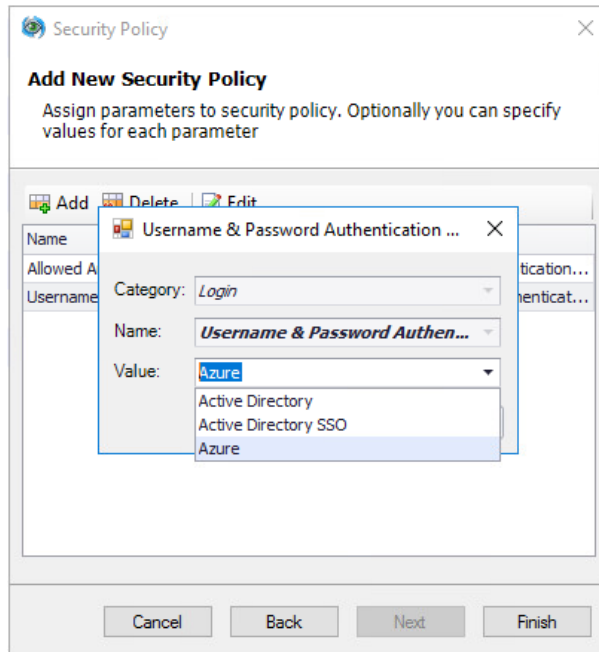 Security Policy
Add New Security Policy
Assign parameters to security policy. Optionally you can specify
values for each parameter
Add Delete Edit
Username & Password Authentication ...
Name
Allowed A
tication...
Username
henticat...
Category: Login
Name: Username & Password Authen...
Value: Azure
Active Directory
Active Directory SSO
Azure
Cancel Back Next Finish